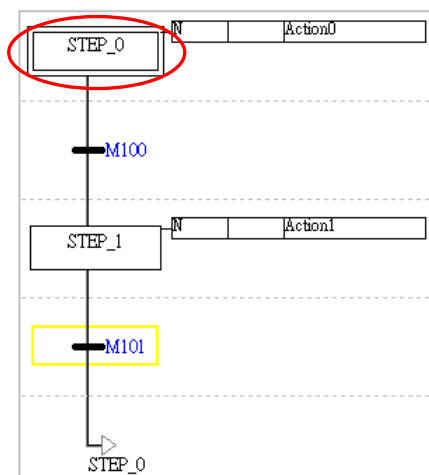 STEP_0 N Action0
M100
STEP_1 N Action1
M101
STEP_0